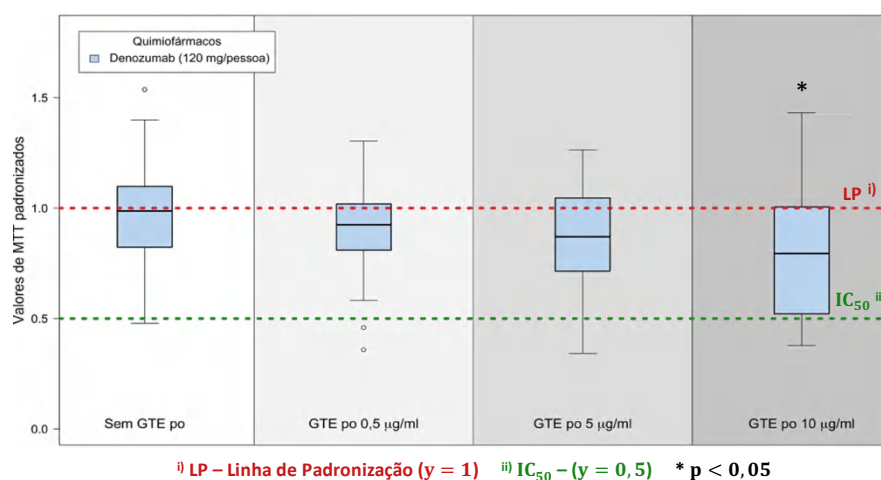 Quimiofármacos
Denozumab (120 mg/pessoa)
Valores de MTT padronizados
1.5
1.0
0.5
0.0
*
LP i)
IC50 ii
Sem GTE po
GTE po 0,5 µg/ml
GTE po 5 µg/ml
GTE po 10 µg/ml
i) LP – Linha de Padronização (y = 1) ii) IC50 – (y = 0,5) * p < 0,05